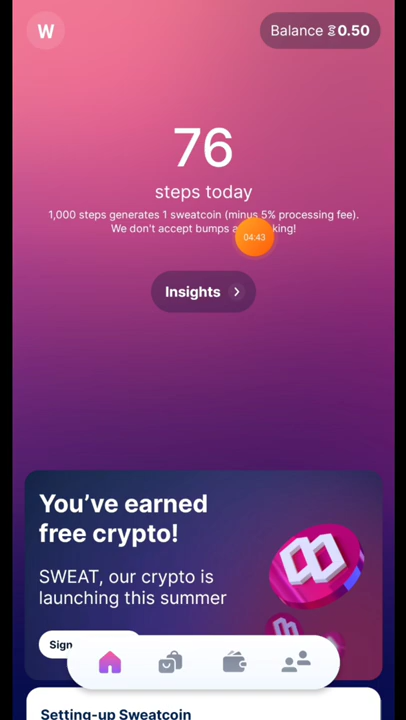 W
Balance 0.50
76
steps today
1,000 steps generates 1 sweatcoin (minus 5% processing fee).
We don't accept bumps
04:43
Insights
You've earned
free crypto!
SWEAT, our crypto is
launching this summer
Sign
Setting-up Sweatcoin